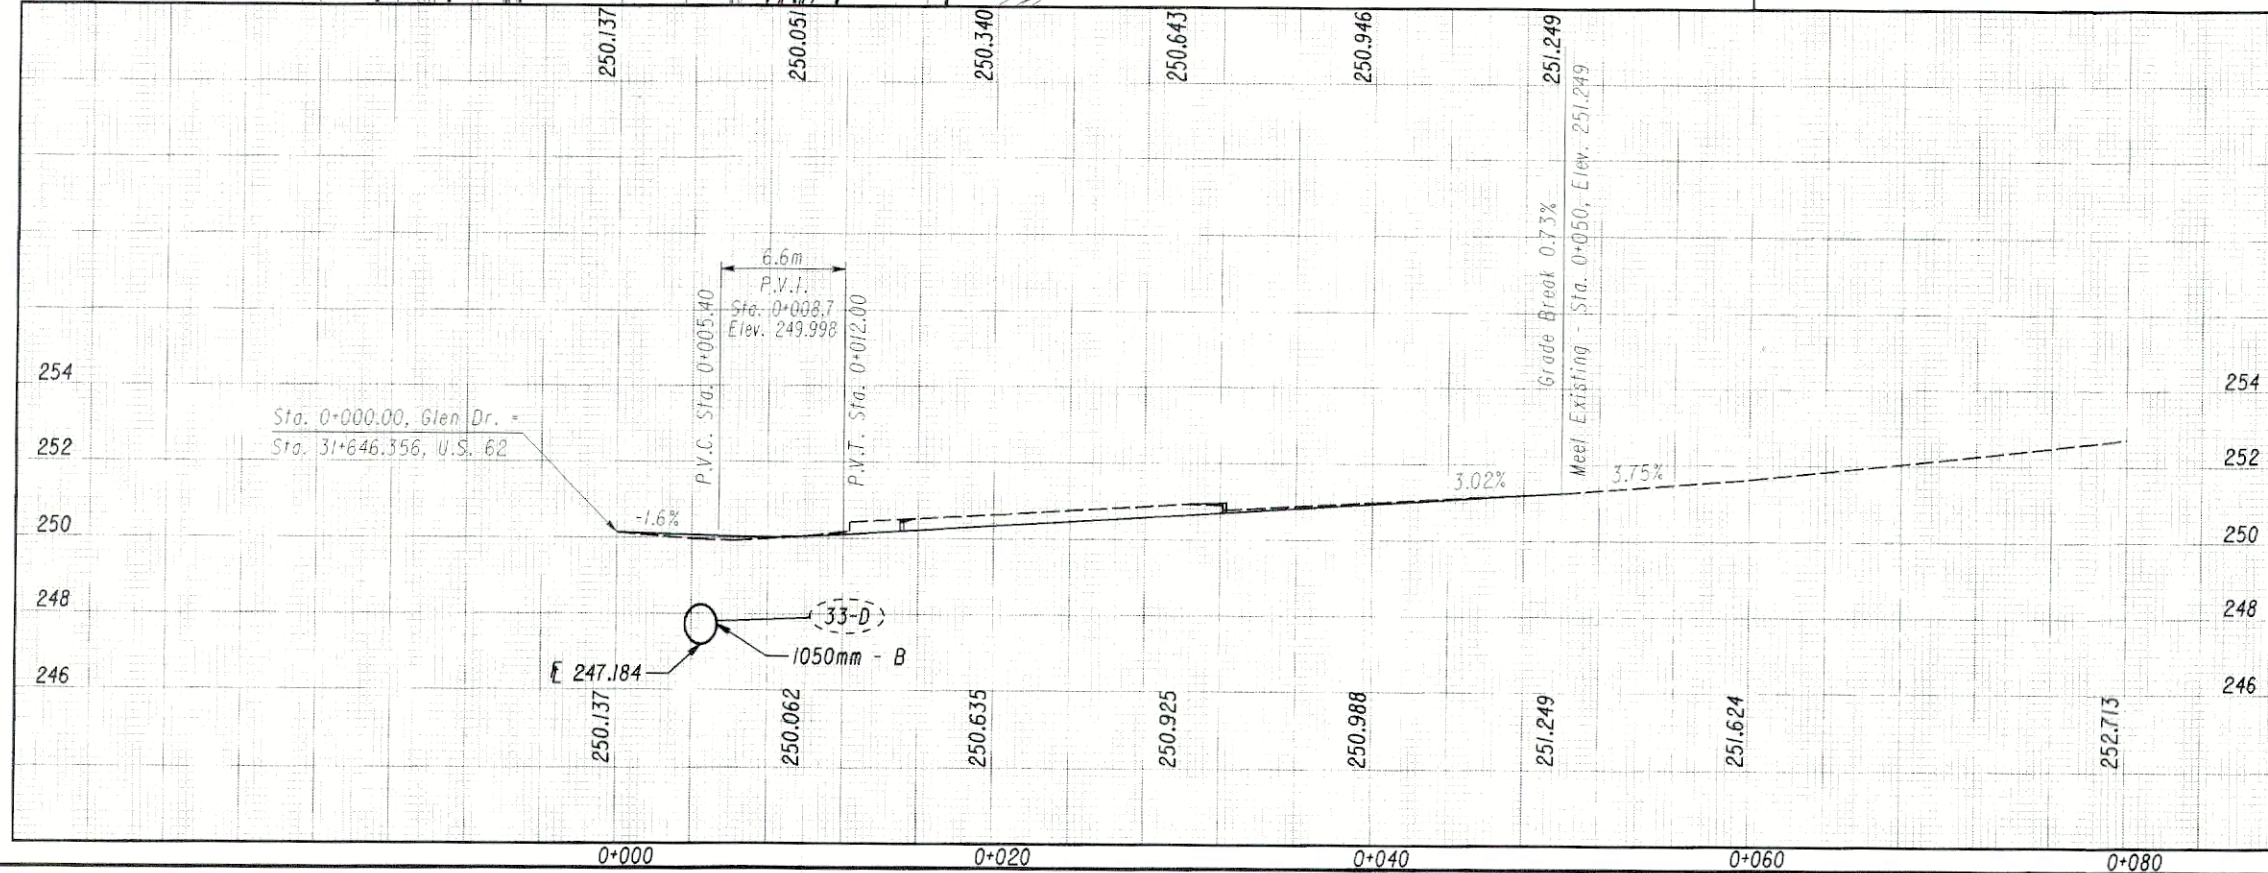 250.137
250.051
250.340
250.643
250.946
251.249
Grade Break 0.73%
Meet Existing - Sta. 0+050, Elev. 251.249
6.6m
P.V.I.
Sta. 0+008.7
Elev. 249.998
P.V.C. Sta. 0+005.40
P.V.T. Sta. 0+012.00
Sta. 0+000.00, Glen Dr. =
Sta. 31+646.356, U.S. 62
-1.6%
3.02%
3.75%
254
252
250
248
246
254
252
250
248
246
33-D
1050mm - B
℄ 247.184
250.137
250.062
250.635
250.925
250.988
251.249
251.624
252.713
0+000
0+020
0+040
0+060
0+080